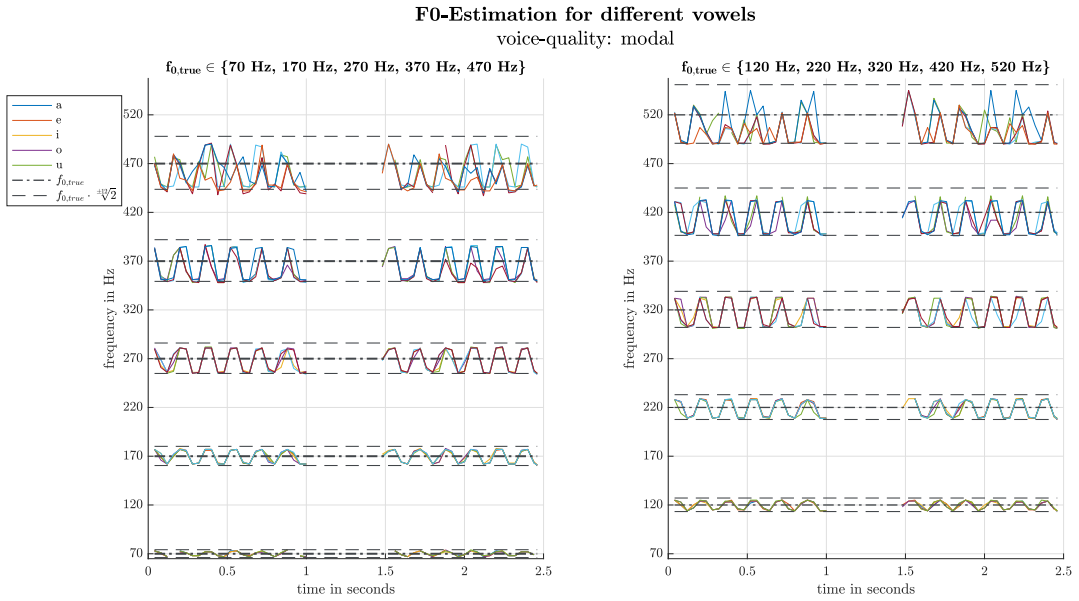 F0-Estimation for different vowels
voice-quality: modal
f0,true ∈ {70 Hz, 170 Hz, 270 Hz, 370 Hz, 470 Hz}
f0,true ∈ {120 Hz, 220 Hz, 320 Hz, 420 Hz, 520 Hz}
a
e
i
o
u
f0,true
f0,true · ±12√2
frequency in Hz
520
470
420
370
320
270
220
170
120
70
0
0.5
1
1.5
2
2.5
time in seconds
frequency in Hz
520
470
420
370
320
270
220
170
120
70
0
0.5
1
1.5
2
2.5
time in seconds